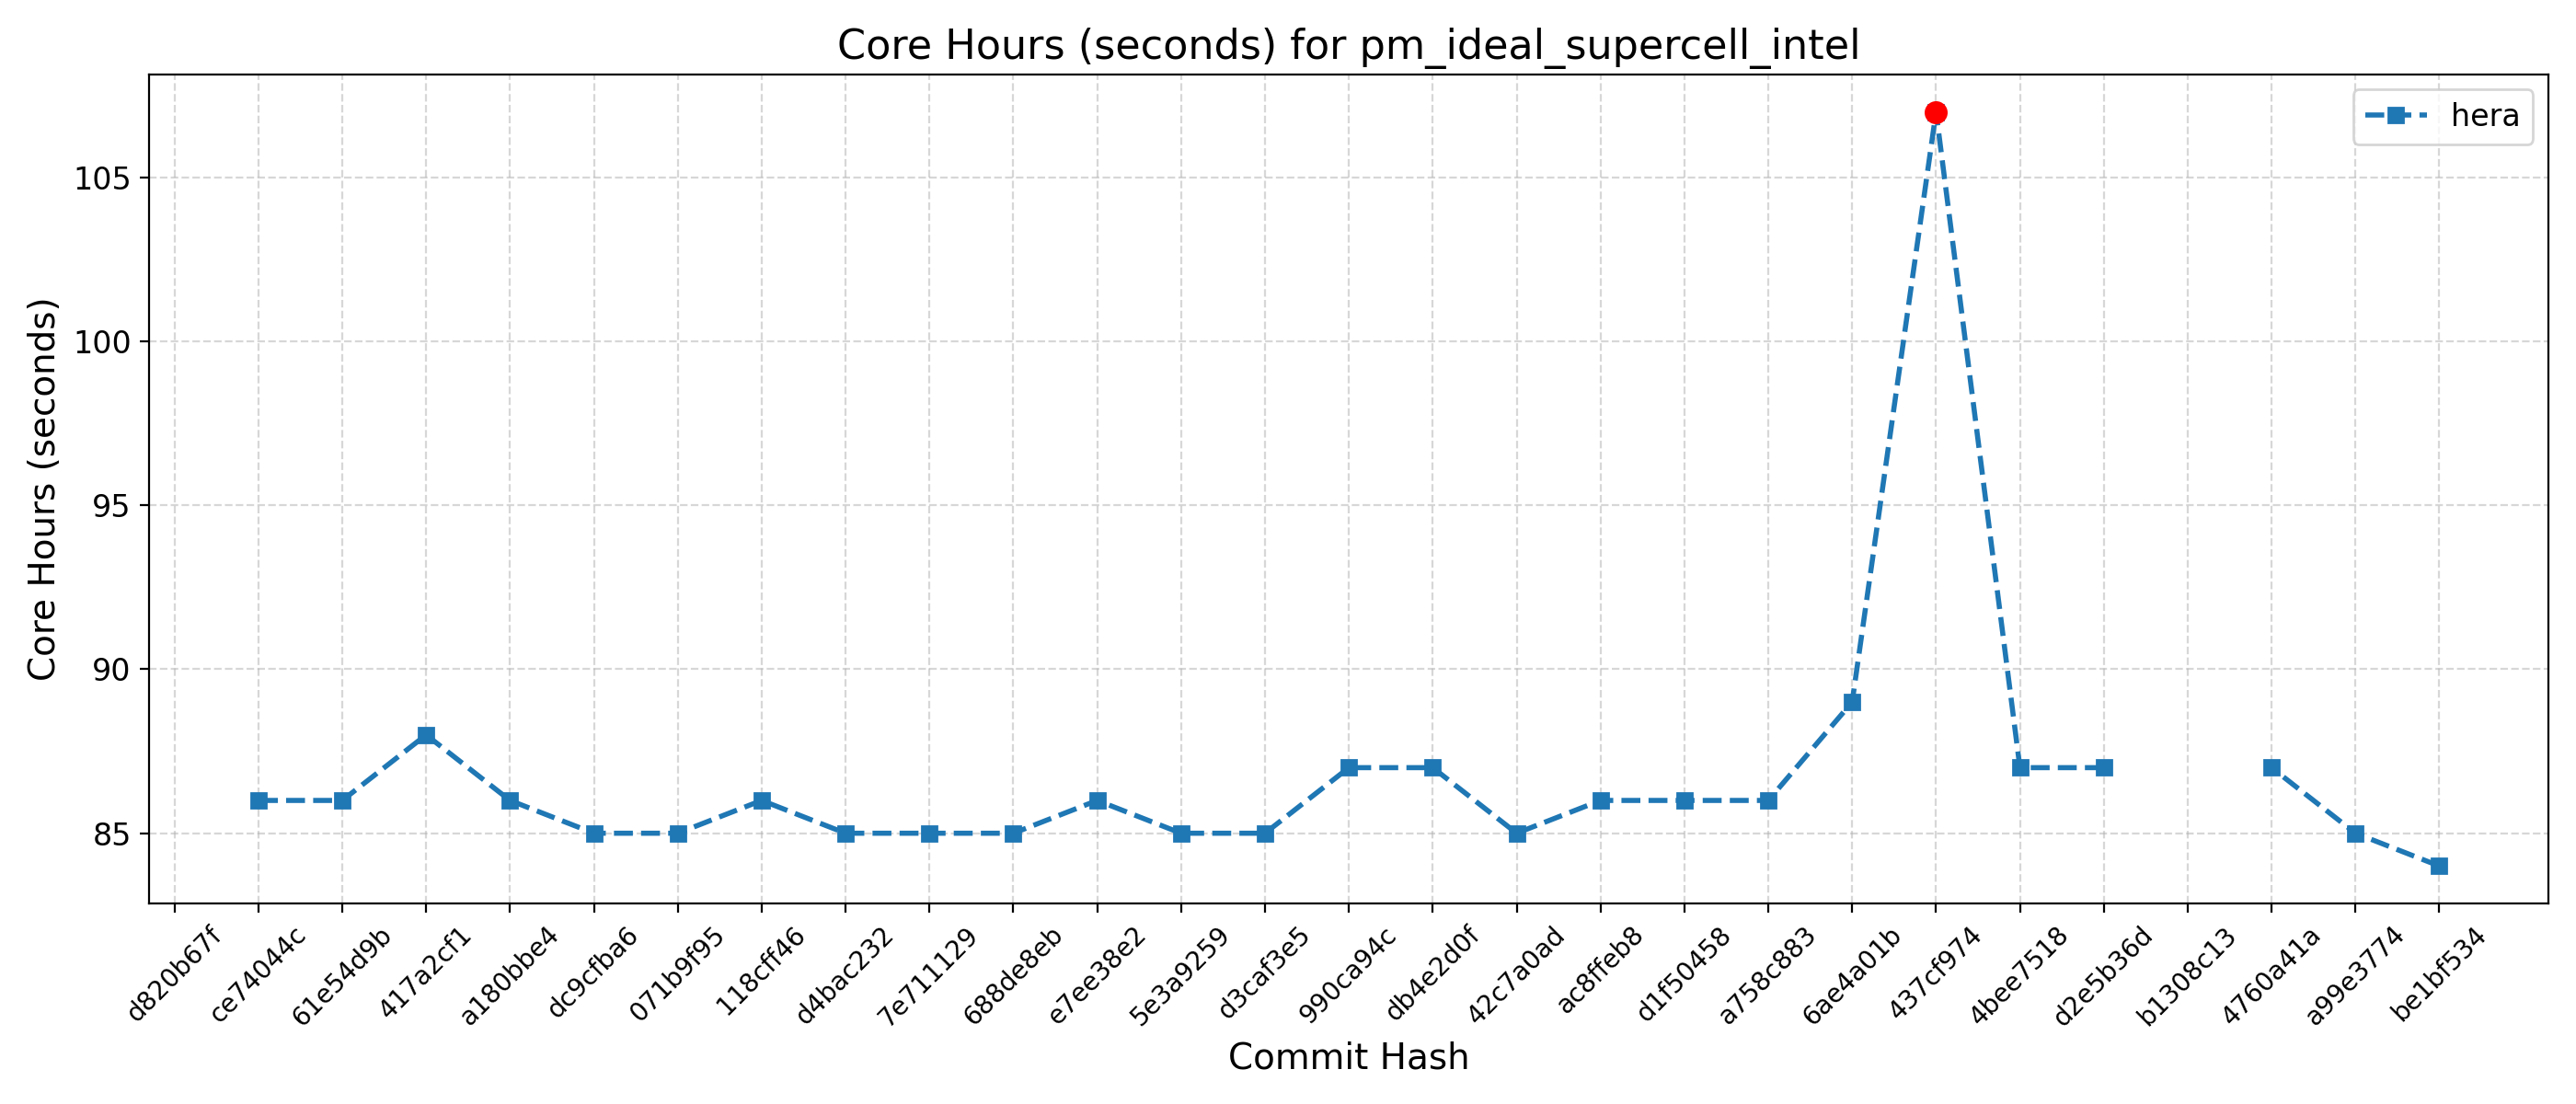 Core Hours (seconds) for pm_ideal_supercell_intel
hera
Core Hours (seconds)
105
100
95
90
85
d820b67f
ce74044c
61e54d9b
417a2cf1
a180bbe4
dc9cfba6
071b9f95
118cff46
d4bac232
7e711129
688de8eb
e7ee38e2
5e3a9259
d3caf3e5
990ca94c
db4e2d0f
42c7a0ad
ac8ffeb8
d1f50458
a758c883
6ae4a01b
437cf974
4bee7518
d2e5b36d
b1308c13
4760a41a
a99e3774
be1bf534
Commit Hash